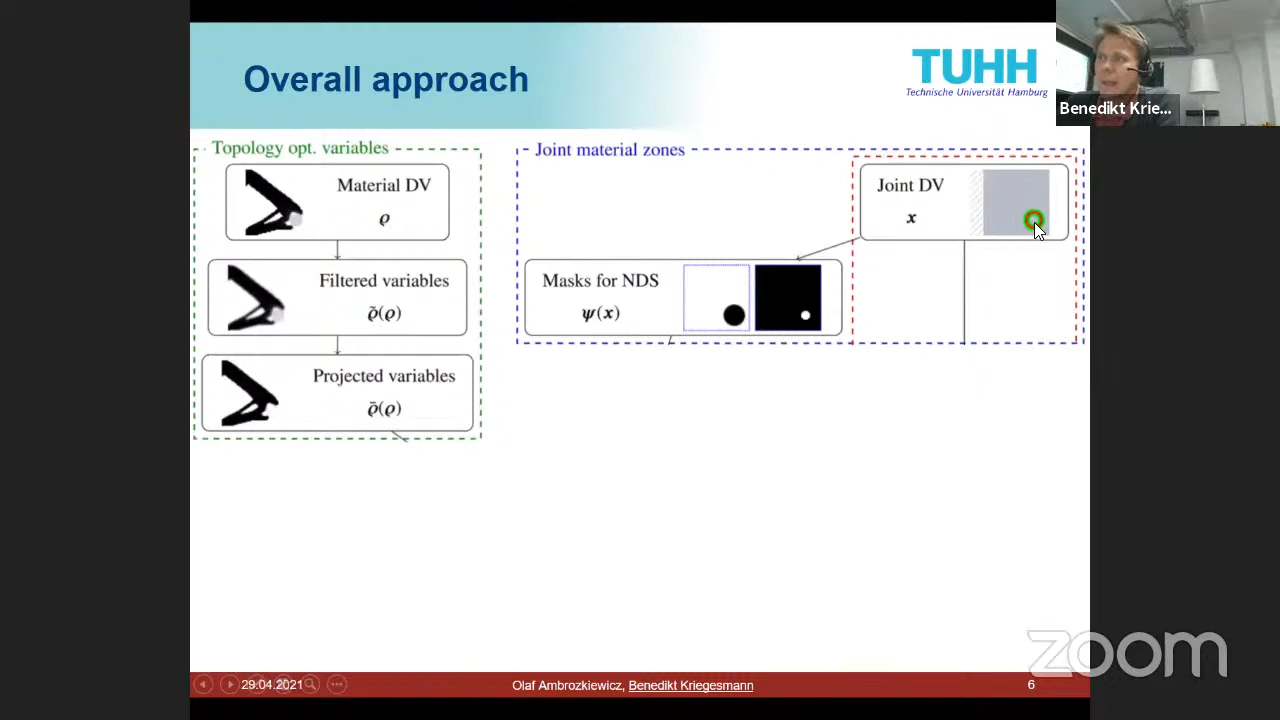 Overall approach
TUHH
Technische Universität Hamburg
Benedikt Krie...
Topology opt. variables
Material DV
ϱ
Filtered variables
ϱ̃(ϱ)
Projected variables
ϱ̄(ϱ)
Joint material zones
Joint DV
x
Masks for NDS
ψ(x)
zoom
29.04.2021
Olaf Ambrozkiewicz, Benedikt Kriegesmann
6